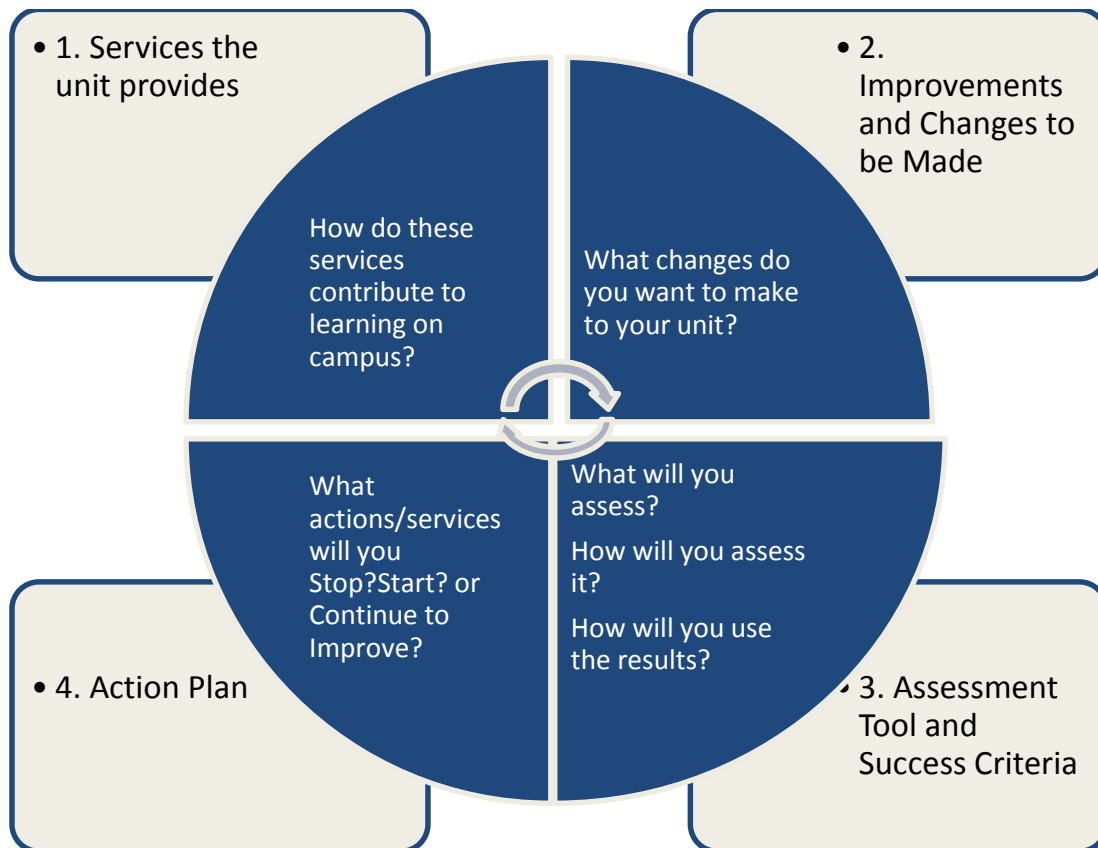 • 1. Services the
unit provides
How do these
services
contribute to
learning on
campus?
• 2.
Improvements
and Changes to
be Made
What changes do
you want to make
to your unit?
What will you
assess?
How will you assess
it?
How will you use
the results?
• 3. Assessment
Tool and
Success Criteria
What
actions/services
will you
Stop?Start? or
Continue to
Improve?
• 4. Action Plan